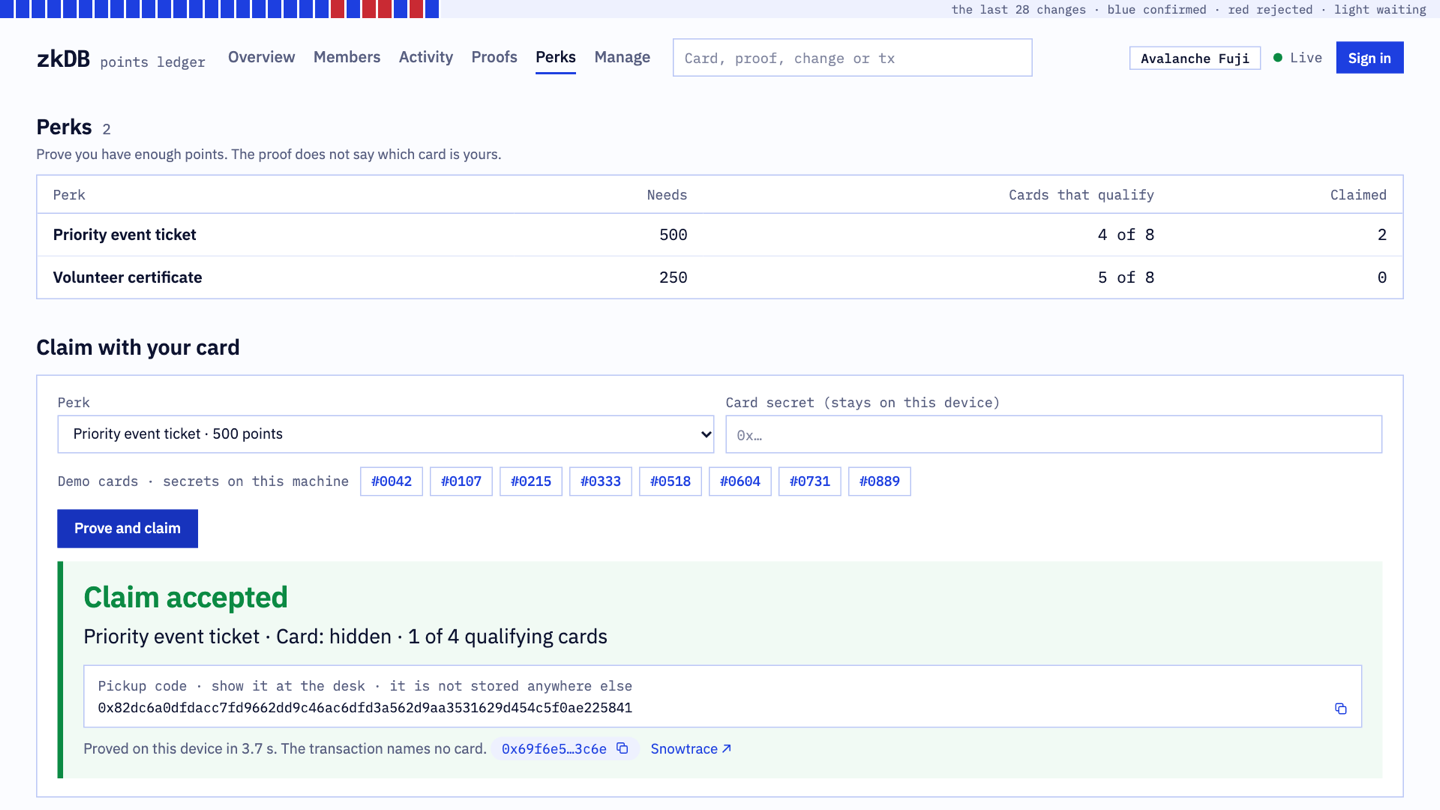 the last 28 changes · blue confirmed · red rejected · light waiting
zkDB points ledger Overview Members Activity Proofs Perks Manage Card, proof, change or tx Avalanche Fuji Live Sign in
Perks 2
Prove you have enough points. The proof does not say which card is yours.
Perk Needs Cards that qualify Claimed
Priority event ticket 500 4 of 8 2
Volunteer certificate 250 5 of 8 0
Claim with your card
Perk Card secret (stays on this device)
Priority event ticket · 500 points 0x…
Demo cards · secrets on this machine #0042 #0107 #0215 #0333 #0518 #0604 #0731 #0889
Prove and claim
Claim accepted
Priority event ticket · Card: hidden · 1 of 4 qualifying cards
Pickup code · show it at the desk · it is not stored anywhere else
0x82dc6a0dfdacc7fd9662dd9c46ac6dfd3a562d9aa3531629d454c5f0ae225841
Proved on this device in 3.7 s. The transaction names no card. 0x69f6e5…3c6e Snowtrace ↗